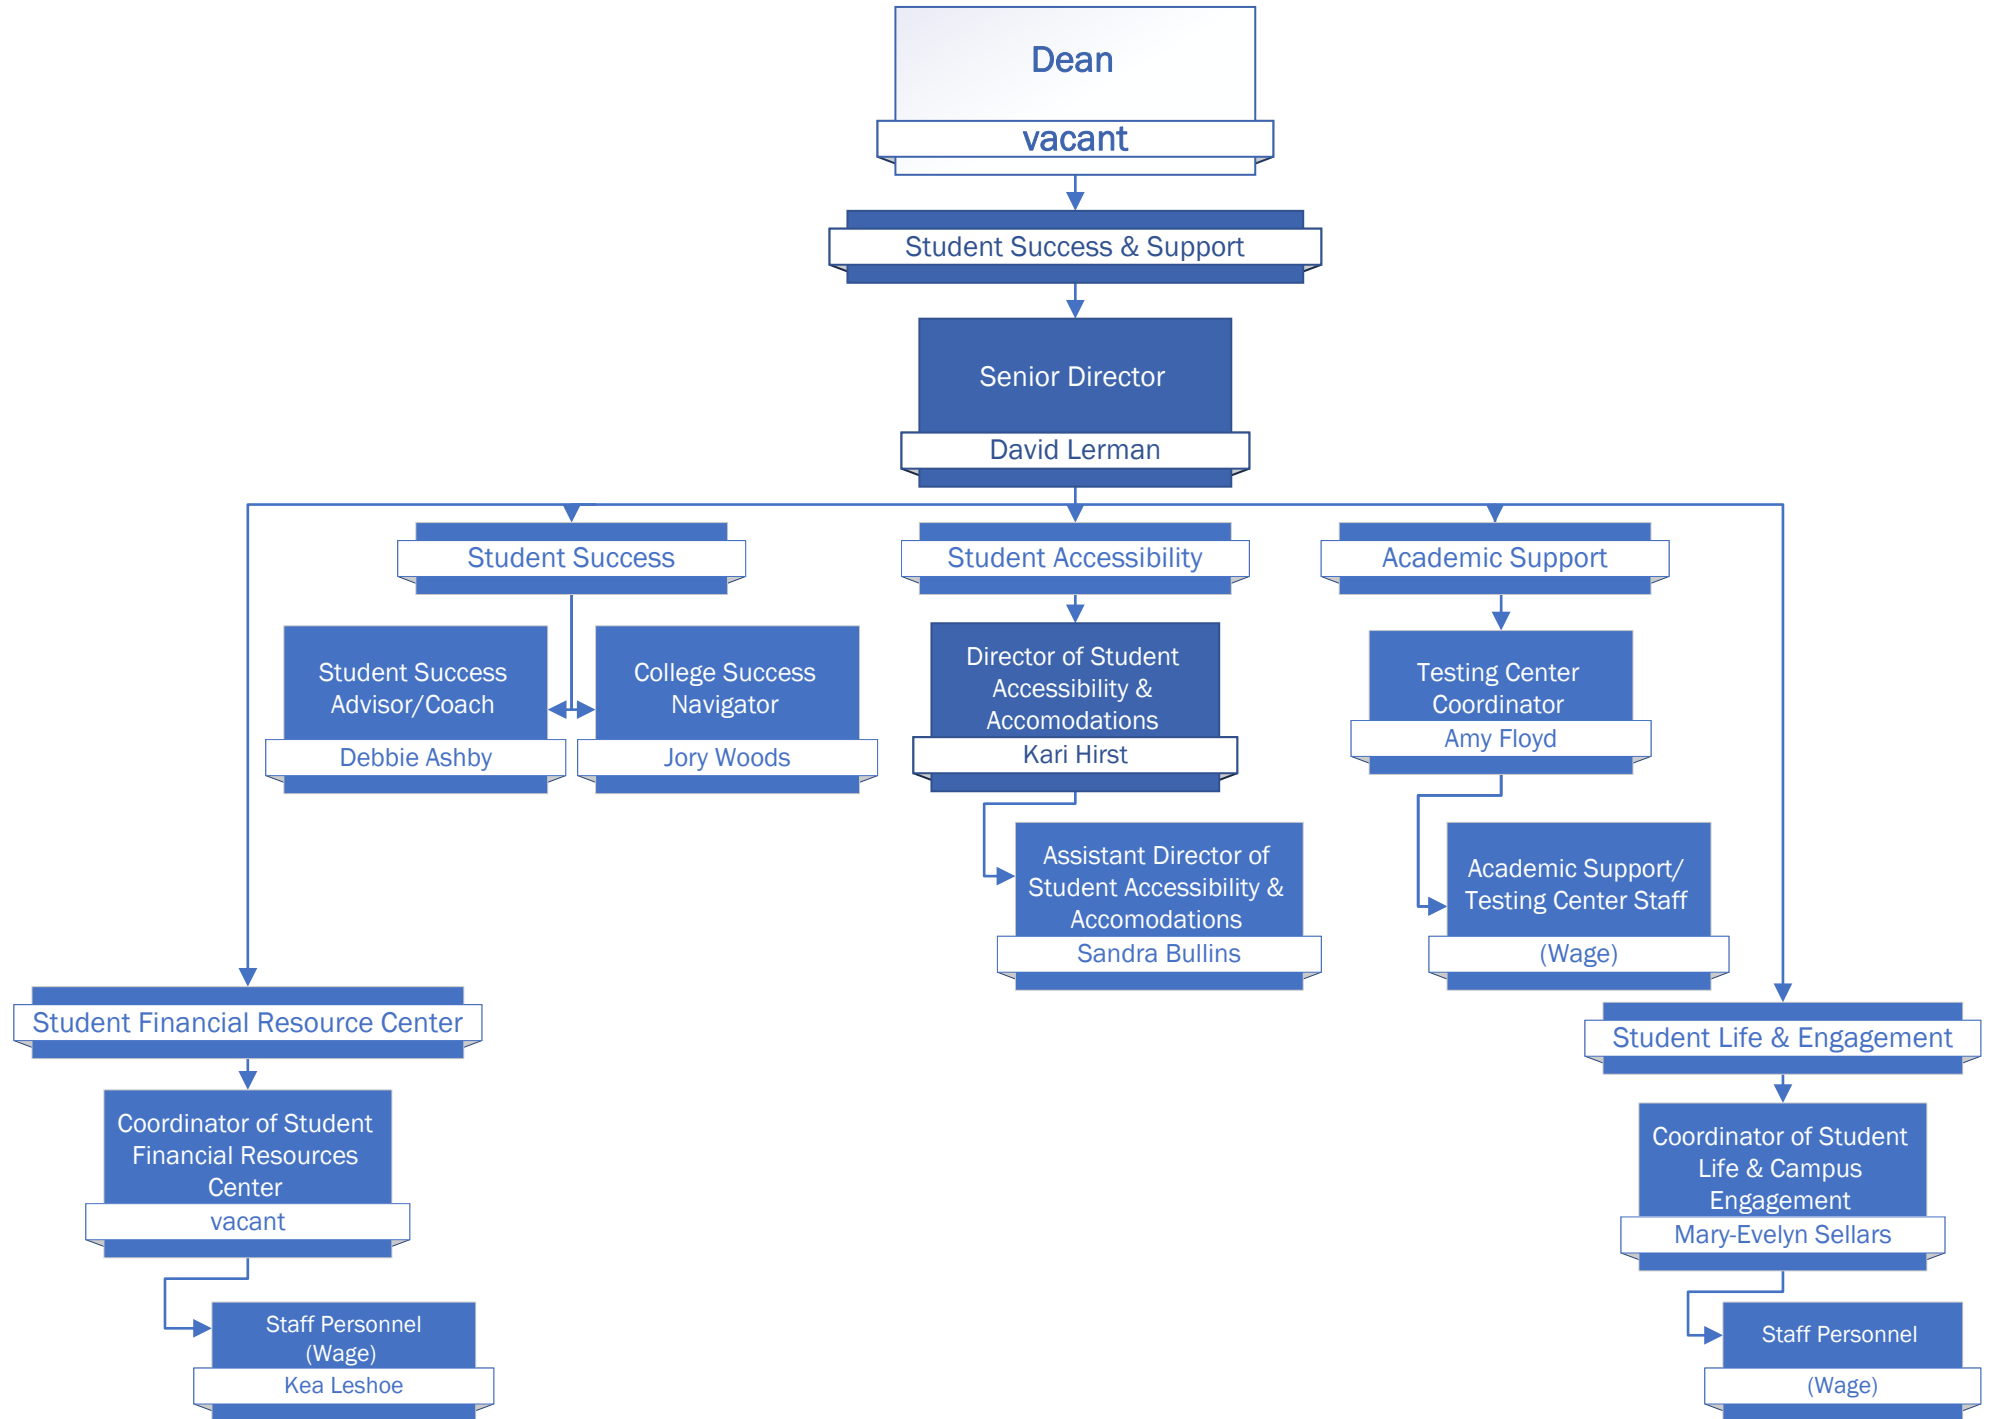 Dean
vacant
Student Success & Support
Senior Director
David Lerman
Student Success
Student Accessibility
Academic Support
Student Success
Advisor/Coach
Debbie Ashby
College Success
Navigator
Jory Woods
Director of Student
Accessibility &
Accomodations
Kari Hirst
Testing Center
Coordinator
Amy Floyd
Assistant Director of
Student Accessibility &
Accomodations
Sandra Bullins
Academic Support/
Testing Center Staff
(Wage)
Student Financial Resource Center
Coordinator of Student
Financial Resources
Center
vacant
Staff Personnel
(Wage)
Kea Leshoe
Student Life & Engagement
Coordinator of Student
Life & Campus
Engagement
Mary-Evelyn Sellars
Staff Personnel
(Wage)